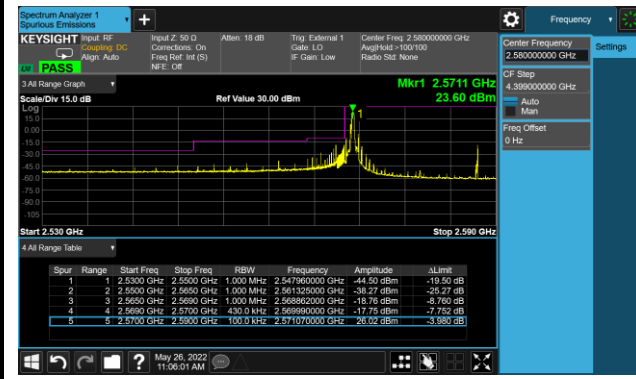 Spectrum Analyzer 1
Spurious Emissions
Frequency
KEYSIGHT
Input: RF
Coupling: DC
Align: Auto
Input Z: 50 Ω
Corrections: On
Freq Ref: Int (S)
NFE: Off
Atten: 18 dB
Trig: External 1
Gate: LO
IF Gain: Low
Center Freq: 2.580000000 GHz
Avg|Hold:>100/100
Radio Std: None
PASS
Center Frequency
2.580000000 GHz
Settings
CF Step
4.399000000 GHz
Auto
Man
Freq Offset
0 Hz
3 All Range Graph
Mkr1 2.5711 GHz
Scale/Div 15.0 dB
Ref Value 30.00 dBm
23.60 dBm
Log
15.0
0.00
-15.0
-30.0
-45.0
-60.0
-75.0
-90.0
-105
1
Start 2.530 GHz
Stop 2.590 GHz
4 All Range Table
Spur Range Start Freq Stop Freq RBW Frequency Amplitude ΔLimit
1 1 2.5300 GHz 2.5500 GHz 1.000 MHz 2.547960000 GHz -44.50 dBm -19.50 dB
2 2 2.5500 GHz 2.5650 GHz 1.000 MHz 2.561325000 GHz -38.27 dBm -25.27 dB
3 3 2.5650 GHz 2.5690 GHz 1.000 MHz 2.568862000 GHz -18.76 dBm -8.760 dB
4 4 2.5690 GHz 2.5700 GHz 430.0 kHz 2.569990000 GHz -17.75 dBm -7.752 dB
5 5 2.5700 GHz 2.5900 GHz 100.0 kHz 2.571070000 GHz 26.02 dBm -3.980 dB
?
May 26, 2022
11:06:01 AM